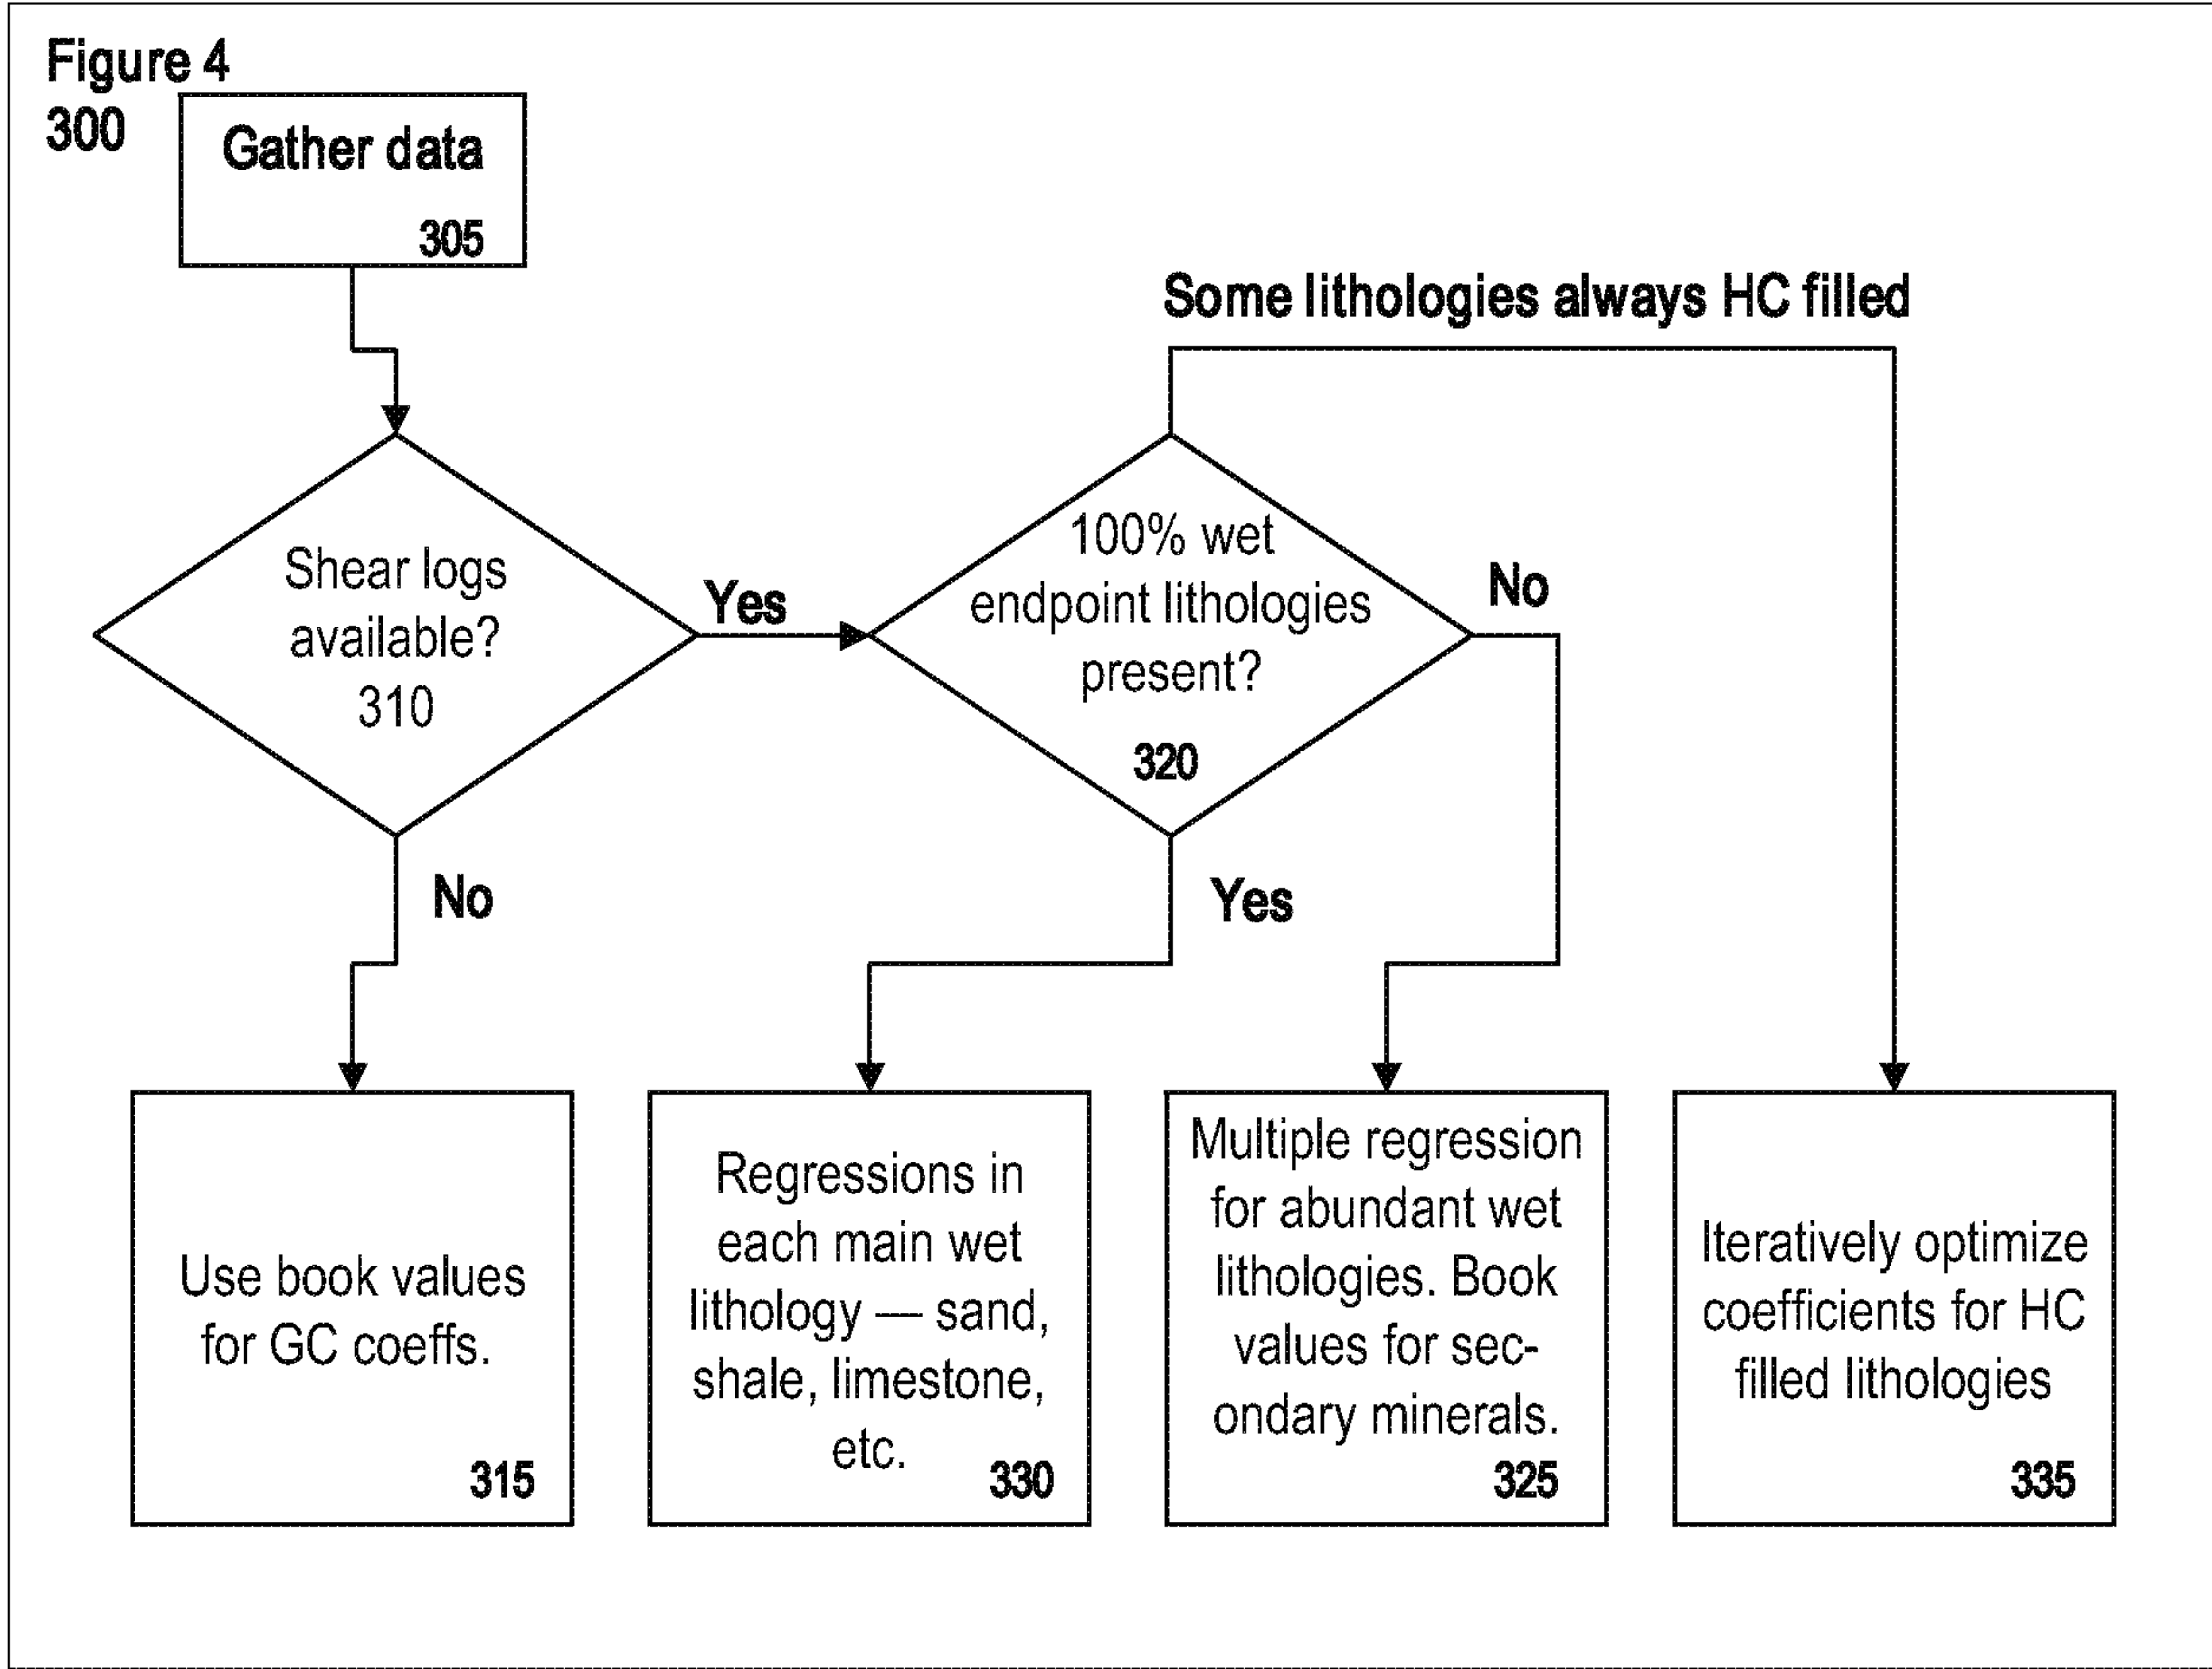 Figure 4
300
Gather data
305
Some lithologies always HC filled
Shear logs
available?
310
Yes
100% wet
endpoint lithologies
present?
320
No
No
Yes
Use book values
for GC coeffs.
315
Regressions in
each main wet
lithology — sand,
shale, limestone,
etc.
330
Multiple regression
for abundant wet
lithologies. Book
values for sec-
ondary minerals.
325
Iteratively optimize
coefficients for HC
filled lithologies
335